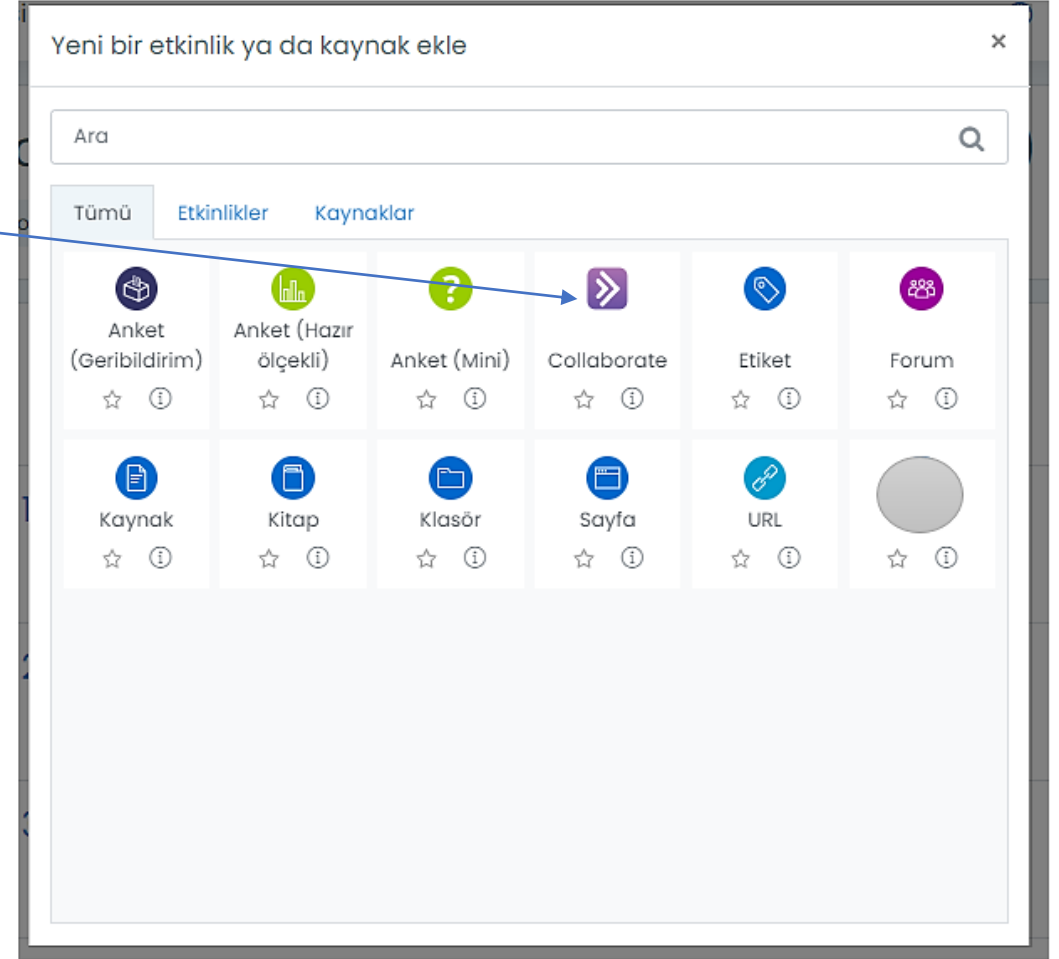 Yeni bir etkinlik ya da kaynak ekle
Ara
Tümü Etkinlikler Kaynaklar
Anket (Geribildirim)
Anket (Hazır ölçekli)
Anket (Mini)
Collaborate
Etiket
Forum
Kaynak
Kitap
Klasör
Sayfa
URL